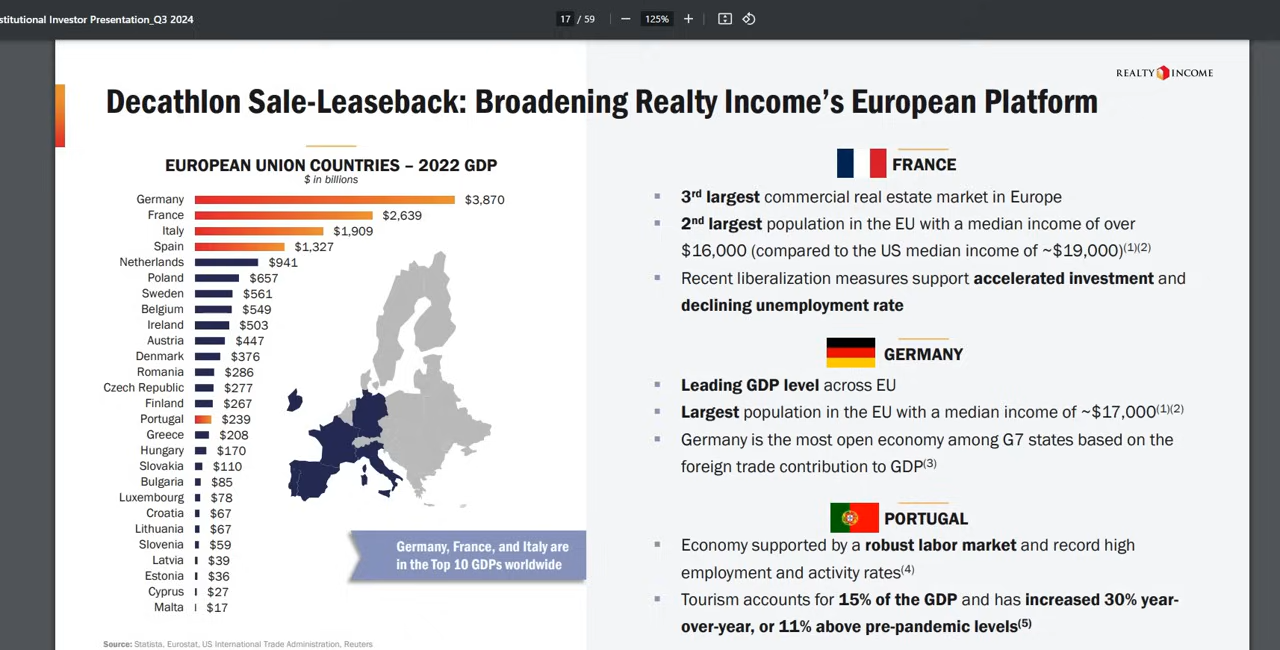 stitutional Investor Presentation_Q3 2024
17 / 59
125%
REALTY INCOME
Decathlon Sale-Leaseback: Broadening Realty Income's European Platform
EUROPEAN UNION COUNTRIES – 2022 GDP
$ in billions
Germany $3,870
France $2,639
Italy $1,909
Spain $1,327
Netherlands $941
Poland $657
Sweden $561
Belgium $549
Ireland $503
Austria $447
Denmark $376
Romania $286
Czech Republic $277
Finland $267
Portugal $239
Greece $208
Hungary $170
Slovakia $110
Bulgaria $85
Luxembourg $78
Croatia $67
Lithuania $67
Slovenia $59
Latvia $39
Estonia $36
Cyprus $27
Malta $17
Germany, France, and Italy are
in the Top 10 GDPs worldwide
Source: Statista, Eurostat, US International Trade Administration, Reuters
FRANCE
▪ 3rd largest commercial real estate market in Europe
▪ 2nd largest population in the EU with a median income of over
$16,000 (compared to the US median income of ~$19,000)(1)(2)
▪ Recent liberalization measures support accelerated investment and
declining unemployment rate
GERMANY
▪ Leading GDP level across EU
▪ Largest population in the EU with a median income of ~$17,000(1)(2)
▪ Germany is the most open economy among G7 states based on the
foreign trade contribution to GDP(3)
PORTUGAL
▪ Economy supported by a robust labor market and record high
employment and activity rates(4)
▪ Tourism accounts for 15% of the GDP and has increased 30% year-
over-year, or 11% above pre-pandemic levels(5)